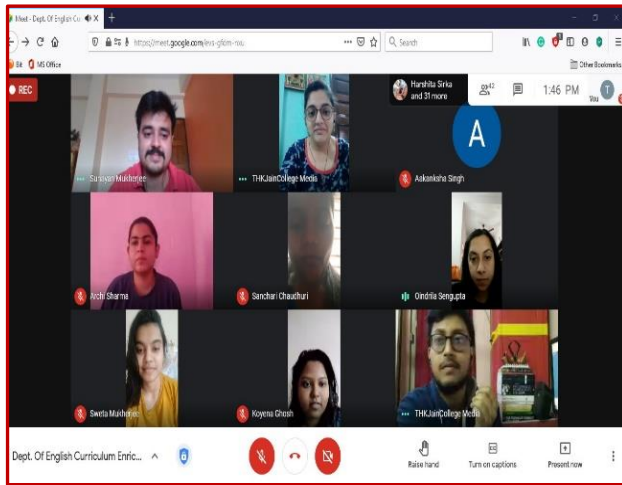 Meet - Dept. Of English Cu
https://meet.google.com/
Search
MS Office
Other Bookmarks
REC
Harshita Sirka
and 31 more
42
1:46 PM
T
You
Mukherjee
THKJainCollege Media
A
Aakanksha Singh
Archi Sharma
Sanchari Chaudhuri
Oindrila Sengupta
Sweta Mukherjee
Koyena Ghosh
THKJainCollege Media
Dept. Of English Curriculum Enric...
Raise hand
Turn on captions
Present now